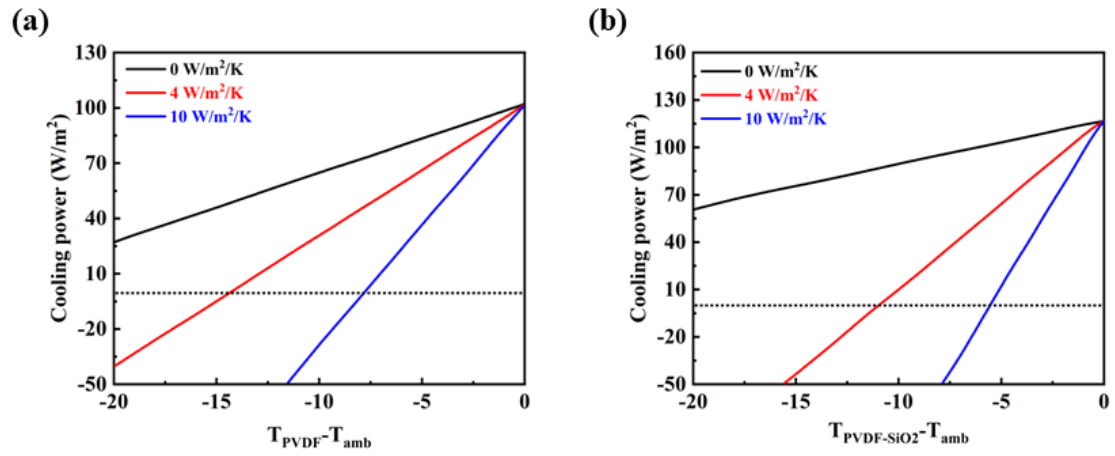 (a)
130
100
70
40
10
-20
-50
Cooling power (W/m²)
0 W/m²/K
4 W/m²/K
10 W/m²/K
-20 -15 -10 -5 0
T_PVDF-T_amb
(b)
160
130
100
70
40
10
-20
-50
Cooling power (W/m²)
0 W/m²/K
4 W/m²/K
10 W/m²/K
-20 -15 -10 -5 0
T_PVDF-SiO2-T_amb